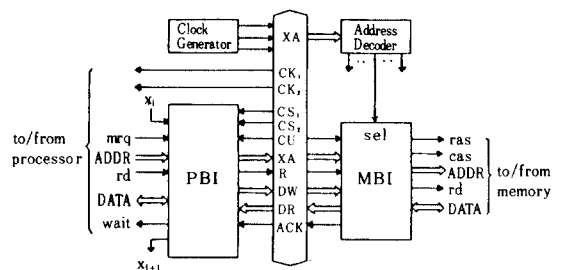 Clock
Generator
XA
Address
Decoder
CK₁
CK₂
xᵢ
CS₁
CS₂
sel
to/from
processor
mrq
ADDR
rd
DATA
wait
PBI
CU
XA
R
DW
DR
ACK
MBI
ras
cas
ADDR
rd
DATA
to/from
memory
xᵢ₊₁